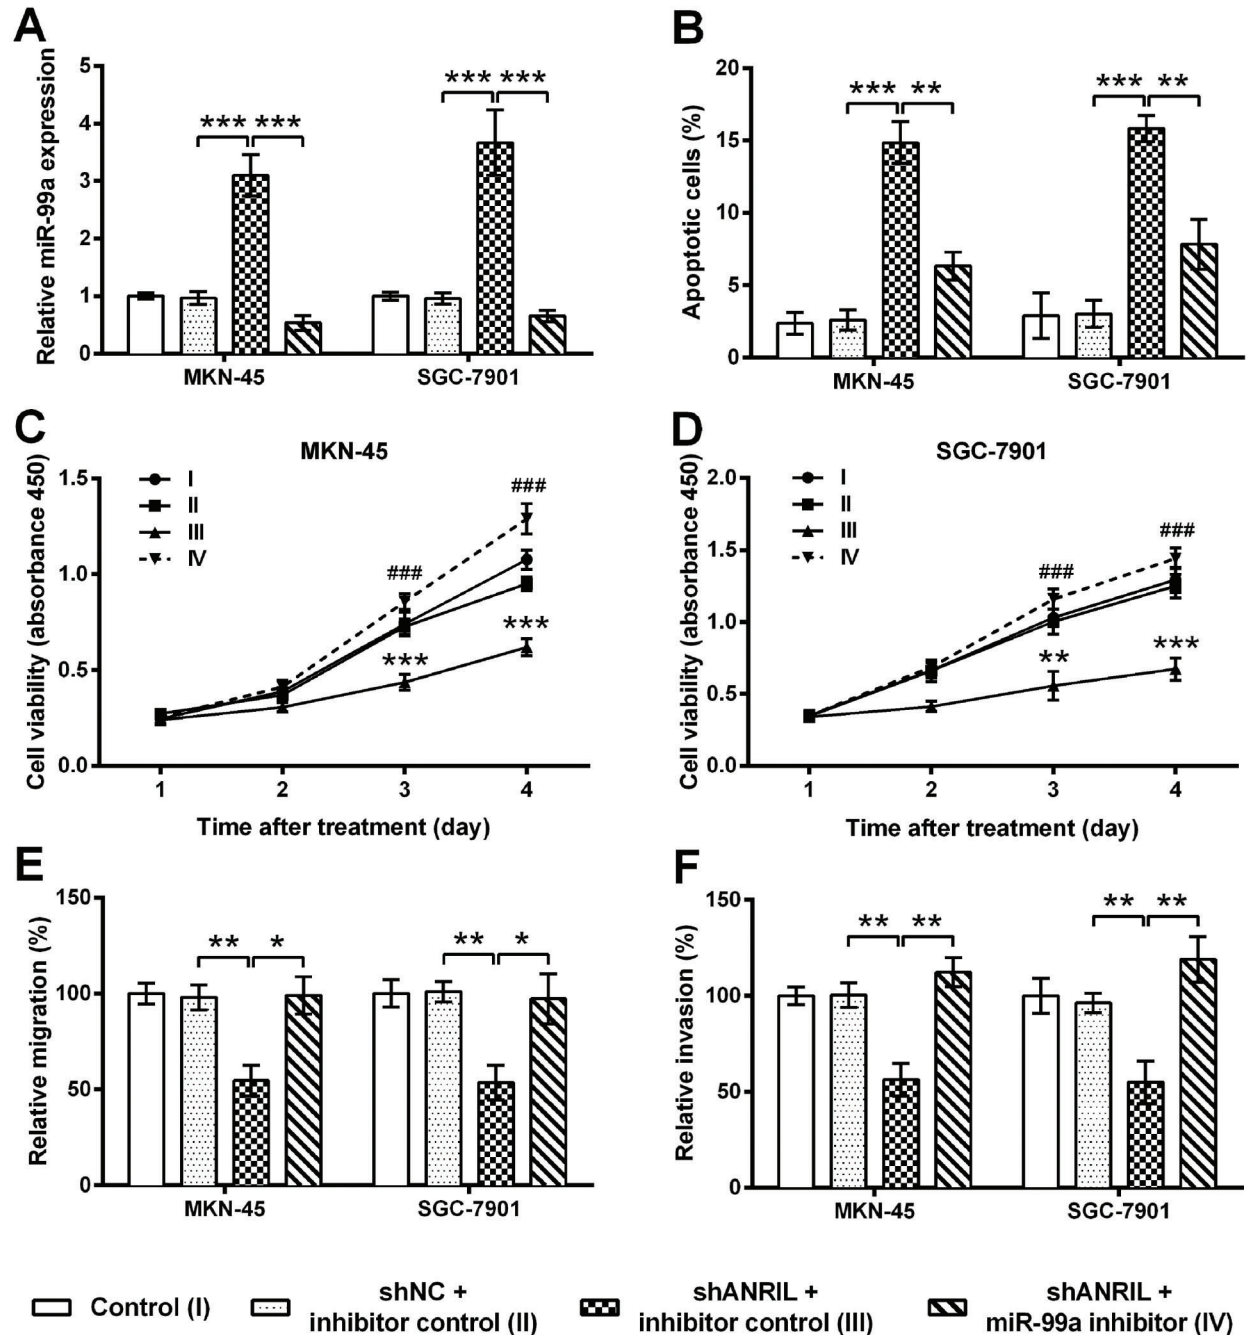 A
Relative miR-99a expression
5
4
3
2
1
0
*** ***
*** ***
MKN-45
SGC-7901
B
Apoptotic cells (%)
20
15
10
5
0
*** **
*** **
MKN-45
SGC-7901
C
MKN-45
Cell viability (absorbance 450)
1.5
1.0
0.5
0.0
I
II
III
IV
###
###
***
***
1 2 3 4
Time after treatment (day)
D
SGC-7901
Cell viability (absorbance 450)
2.0
1.5
1.0
0.5
0.0
I
II
III
IV
###
###
**
***
1 2 3 4
Time after treatment (day)
E
Relative migration (%)
150
100
50
0
** *
** *
MKN-45
SGC-7901
F
Relative invasion (%)
150
100
50
0
** **
** **
MKN-45
SGC-7901
Control (I)
shNC +
inhibitor control (II)
shANRIL +
inhibitor control (III)
shANRIL +
miR-99a inhibitor (IV)